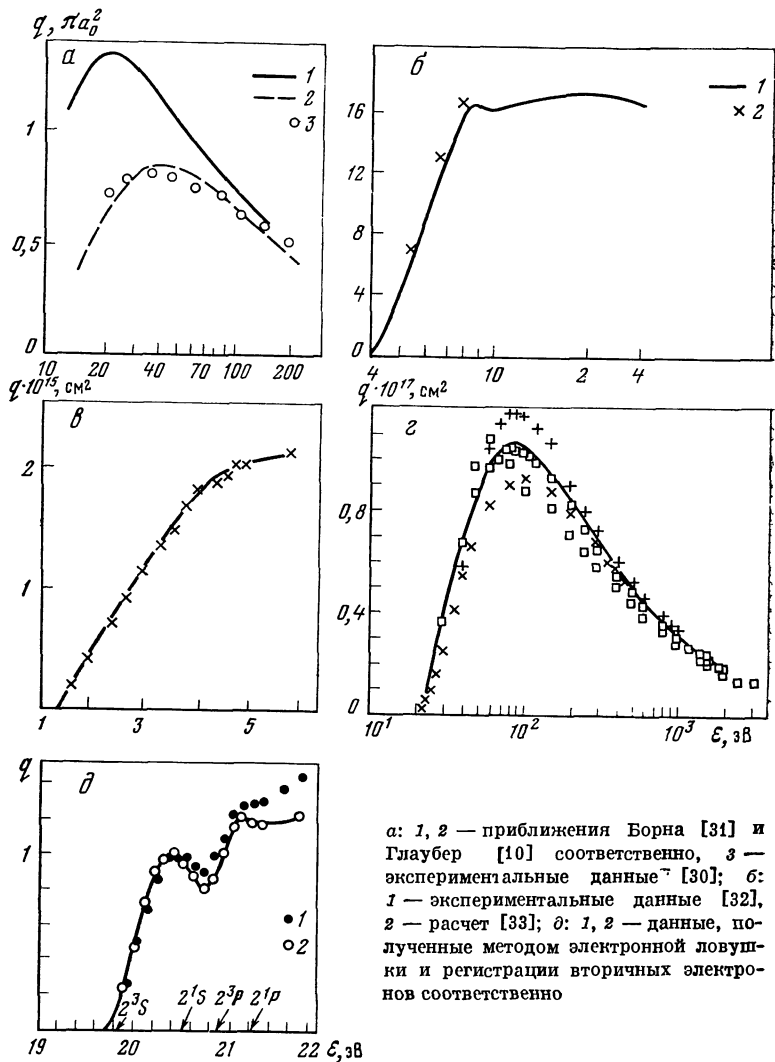 q, πa₀²
а
1
2
3
1
0,5
0
10 20 40 70 100 200
б
1
2
16
12
8
4
0
4 10 2 4
q·10¹⁵, см²
в
2
1
1 3 5
q·10¹⁷, см²
г
0,8
0,4
0
10¹ 10² 10³ ε, эв
q
д
1
1
2
2³S 2¹S 2³P 2¹P
19 20 21 22 ε, эв
а: 1, 2 — приближения Борна [31] и
Глаубер [10] соответственно, 3 —
экспериментальные данные [30]; б:
1 — экспериментальные данные [32],
2 — расчет [33]; д: 1, 2 — данные, по-
лученные методом электронной ловуш-
ки и регистрации вторичных электро-
нов соответственно